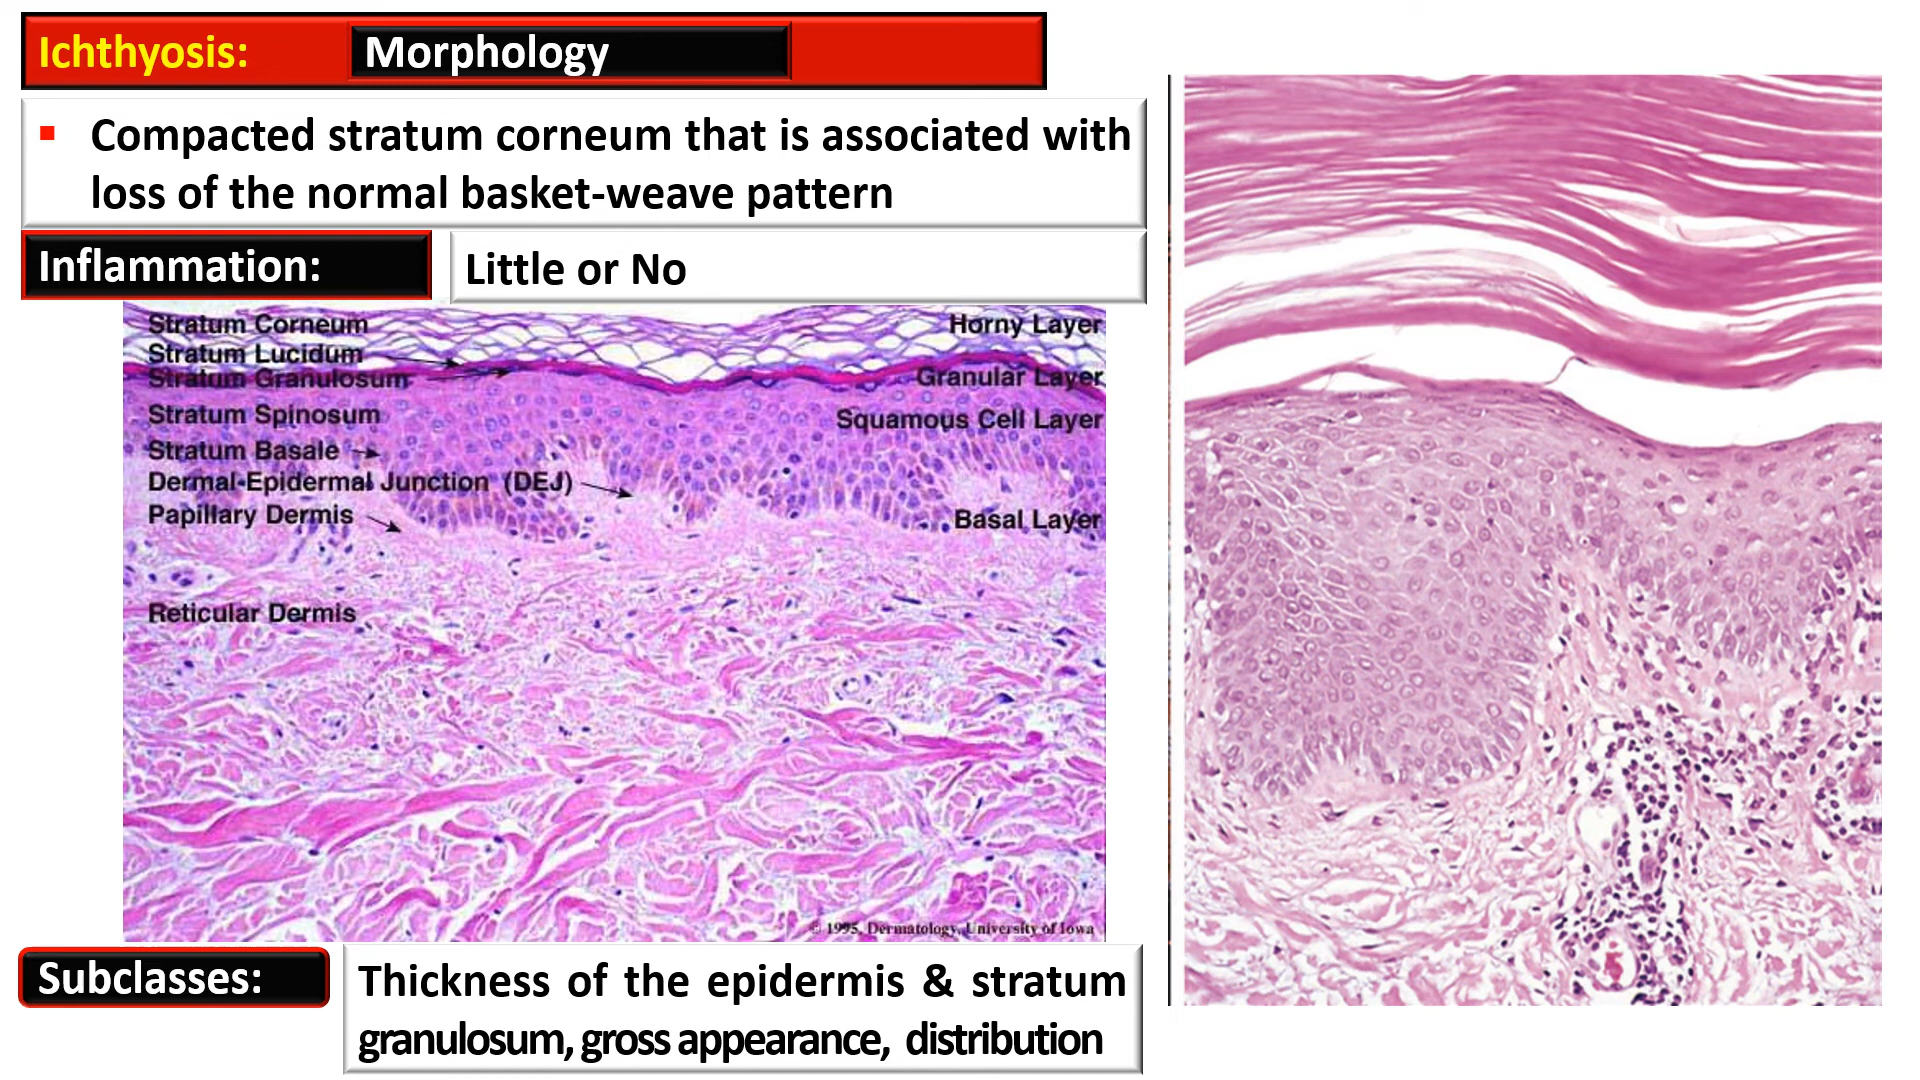 Ichthyosis:
Morphology
▪ Compacted stratum corneum that is associated with
loss of the normal basket-weave pattern
Inflammation:
Little or No
Stratum Corneum
Horny Layer
Stratum Lucidum
Stratum Granulosum
Granular Layer
Stratum Spinosum
Squamous Cell Layer
Stratum Basale
Dermal-Epidermal Junction (DEJ)
Papillary Dermis
Basal Layer
Reticular Dermis
© 1995, Dermatology, University of Iowa
Subclasses:
Thickness of the epidermis & stratum
granulosum, gross appearance, distribution